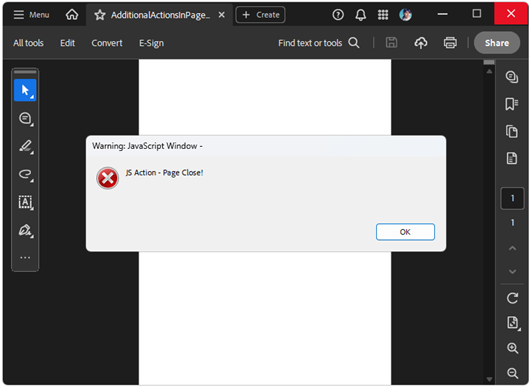 Menu
AdditionalActionsInPage...
Create
All tools
Edit
Convert
E-Sign
Find text or tools
Share
Warning: JavaScript Window -
JS Action - Page Close!
OK
1
1